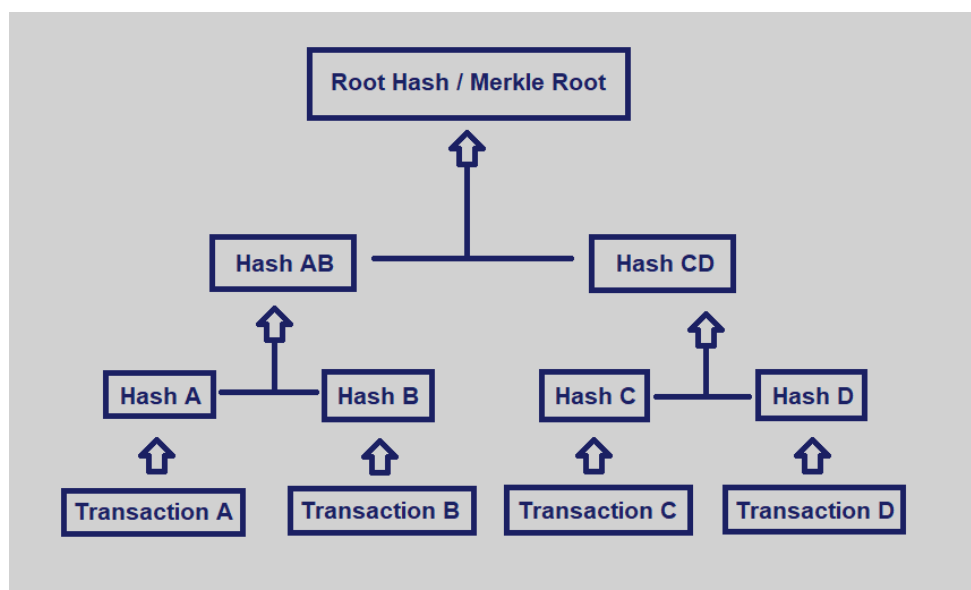 Root Hash / Merkle Root
Hash AB
Hash CD
Hash A
Hash B
Hash C
Hash D
Transaction A
Transaction B
Transaction C
Transaction D